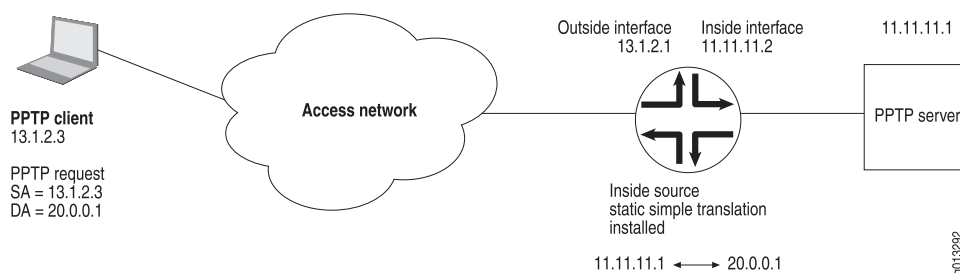 Outside interface
13.1.2.1
Inside interface
11.11.11.2
11.11.11.1
Access network
PPTP server
PPTP client
13.1.2.3
PPTP request
SA = 13.1.2.3
DA = 20.0.0.1
Inside source
static simple translation
installed
11.11.11.1 ↔ 20.0.0.1
g013292